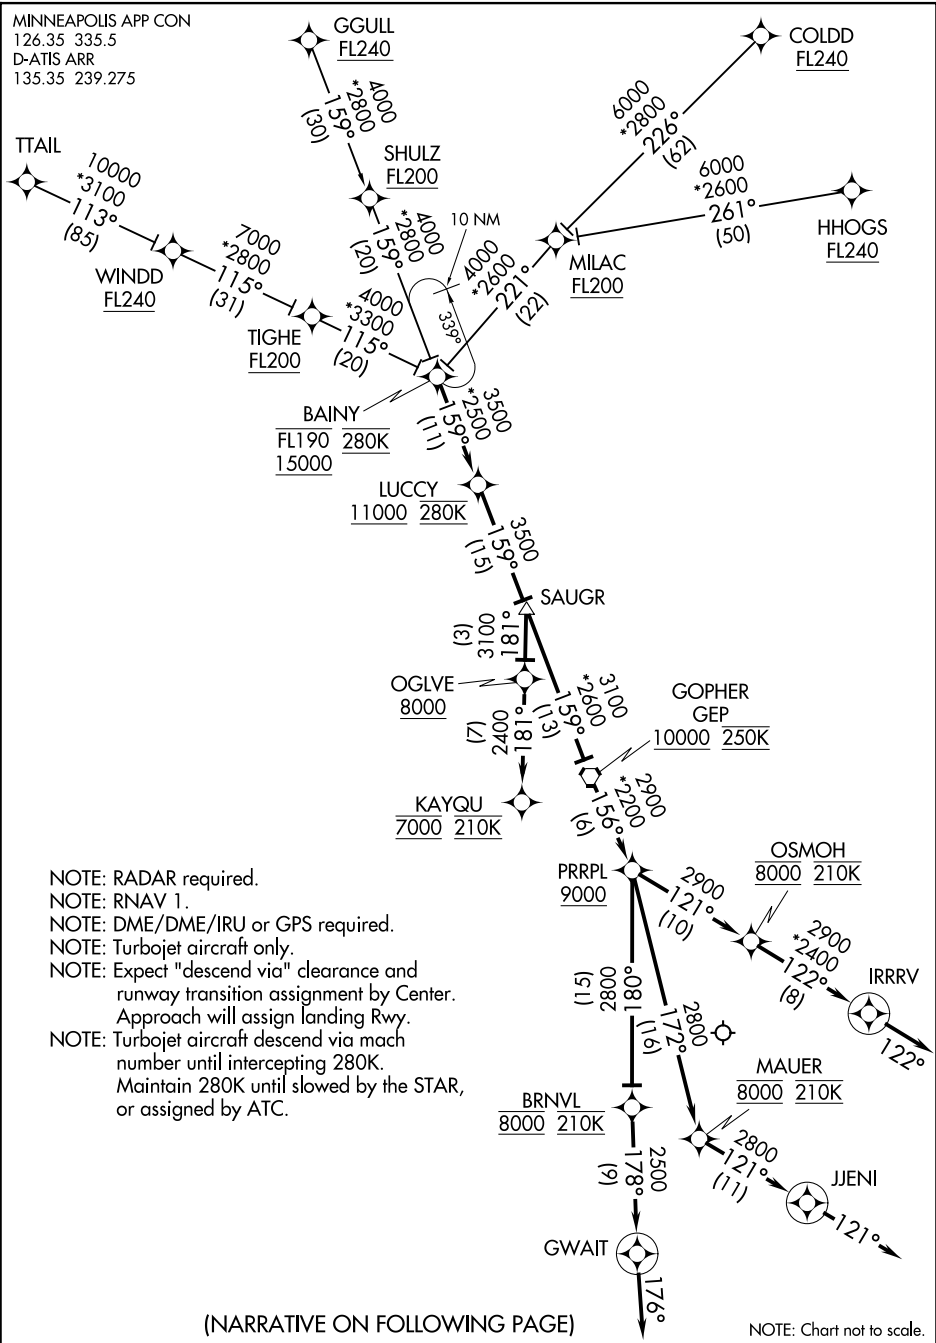 MINNEAPOLIS APP CON
126.35 335.5
D-ATIS ARR
135.35 239.275
GGULL
FL240
COLDD
FL240
4000
*2800
159°
(30)
6000
*2800
226°
(62)
TTAIL
SHULZ
FL200
10000
*3100
113°
(85)
6000
*2600
261°
(50)
HHOGS
FL240
WINDD
FL240
7000
*2800
115°
(31)
4000
*2800
159°
(20)
10 NM
4000
*2600
221°
(22)
MILAC
FL200
TIGHE
FL200
4000
*3300
115°
(20)
339°
BAINY
FL190 280K
15000
3500
*2500
159°
(11)
LUCCY
11000 280K
3500
159°
(15)
SAUGR
(3)
3100
181°
OGLVE
8000
3100
*2600
159°
(13)
GOPHER
GEP
10000 250K
(7)
2400
181°
KAYQU
7000 210K
2900
*2200
156°
(6)
PRRPL
9000
OSMOH
8000 210K
2900
121°
(10)
2900
*2400
122°
(8)
IRRRV
122°
NOTE: RADAR required.
NOTE: RNAV 1.
NOTE: DME/DME/IRU or GPS required.
NOTE: Turbojet aircraft only.
NOTE: Expect "descend via" clearance and
runway transition assignment by Center.
Approach will assign landing Rwy.
NOTE: Turbojet aircraft descend via mach
number until intercepting 280K.
Maintain 280K until slowed by the STAR,
or assigned by ATC.
(15)
2800
180°
2800
172°
(16)
MAUER
8000 210K
BRNVL
8000 210K
2800
121°
(11)
JJENI
121°
2500
178°
(9)
GWAIT
176°
(NARRATIVE ON FOLLOWING PAGE)
NOTE: Chart not to scale.